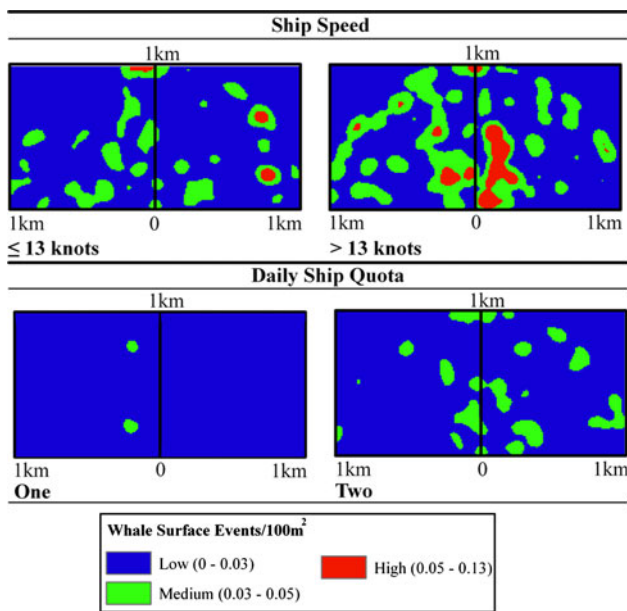 Ship Speed
1km 1km
1km 0 1km 1km 0 1km
≤ 13 knots > 13 knots
Daily Ship Quota
1km 1km
1km 0 1km 1km 0 1km
One Two
Whale Surface Events/100m²
Low (0 - 0.03) High (0.05 - 0.13)
Medium (0.03 - 0.05)